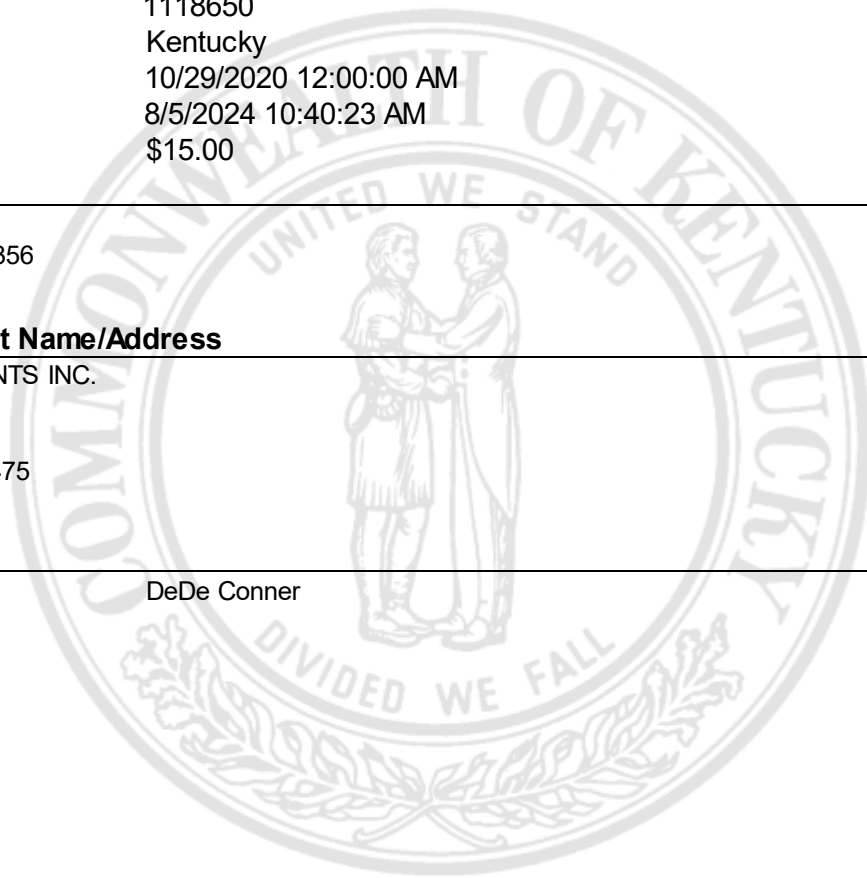 1118650
Kentucky
10/29/2020 12:00:00 AM
8/5/2024 10:40:23 AM
$15.00
356
t Name/Address
NTS INC.
475
DeDe Conner
COMMONWEALTH OF KENTUCKY
UNITED WE STAND
DIVIDED WE FALL